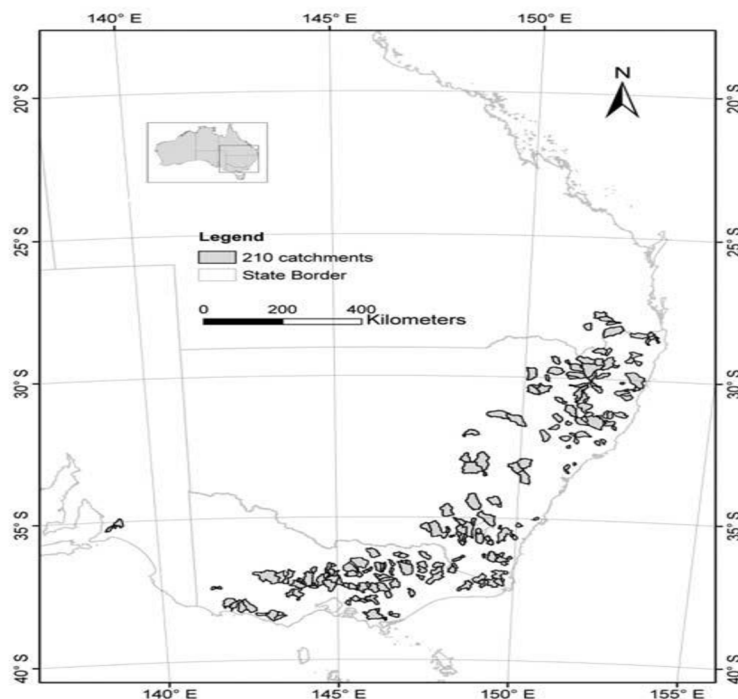 140° E 145° E 150° E
N
20°S 20°S
25°S 25°S
Legend
210 catchments
State Border
0 200 400
Kilometers
30°S 30°S
35°S 35°S
40°S 40°S
140° E 145° E 150° E 155° E